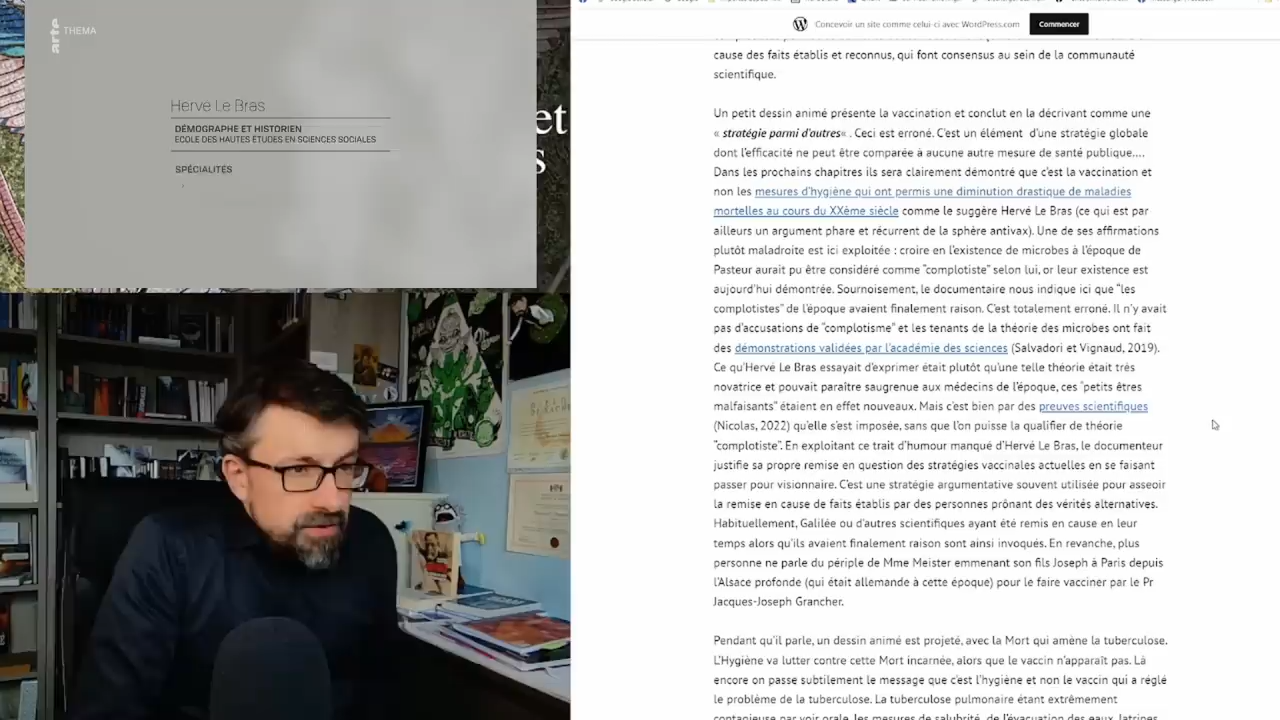 arte THEMA
Hervé Le Bras
DÉMOGRAPHE ET HISTORIEN
ECOLE DES HAUTES ÉTUDES EN SCIENCES SOCIALES
SPÉCIALITÉS
et
s
Concevoir un site comme celui-ci avec WordPress.com
Commencer
cause des faits établis et reconnus, qui font consensus au sein de la communauté
scientifique.
Un petit dessin animé présente la vaccination et conclut en la décrivant comme une
« stratégie parmi d'autres« . Ceci est erroné. C'est un élément  d'une stratégie globale
dont l'efficacité ne peut être comparée à aucune autre mesure de santé publique….
Dans les prochains chapitres ils sera clairement démontré que c'est la vaccination et
non les mesures d'hygiène qui ont permis une diminution drastique de maladies
mortelles au cours du XXème siècle comme le suggère Hervé Le Bras (ce qui est par
ailleurs un argument phare et récurrent de la sphère antivax). Une de ses affirmations
plutôt maladroite est ici exploitée : croire en l'existence de microbes à l'époque de
Pasteur aurait pu être considéré comme "complotiste" selon lui, or leur existence est
aujourd'hui démontrée. Sournoisement, le documentaire nous indique ici que "les
complotistes" de l'époque avaient finalement raison. C'est totalement erroné. Il n'y avait
pas d'accusations de "complotisme" et les tenants de la théorie des microbes ont fait
des démonstrations validées par l'académie des sciences (Salvadori et Vignaud, 2019).
Ce qu'Hervé Le Bras essayait d'exprimer était plutôt qu'une telle théorie était très
novatrice et pouvait paraître saugrenue aux médecins de l'époque, ces "petits êtres
malfaisants" étaient en effet nouveaux. Mais c'est bien par des preuves scientifiques
(Nicolas, 2022) qu'elle s'est imposée, sans que l'on puisse la qualifier de théorie
"complotiste". En exploitant ce trait d'humour manqué d'Hervé Le Bras, le documenteur
justifie sa propre remise en question des stratégies vaccinales actuelles en se faisant
passer pour visionnaire. C'est une stratégie argumentative souvent utilisée pour asseoir
la remise en cause de faits établis par des personnes prônant des vérités alternatives.
Habituellement, Galilée ou d'autres scientifiques ayant été remis en cause en leur
temps alors qu'ils avaient finalement raison sont ainsi invoqués. En revanche, plus
personne ne parle du périple de Mme Meister emmenant son fils Joseph à Paris depuis
l'Alsace profonde (qui était allemande à cette époque) pour le faire vacciner par le Pr
Jacques-Joseph Grancher.
Pendant qu'il parle, un dessin animé est projeté, avec la Mort qui amène la tuberculose.
L'Hygiène va lutter contre cette Mort incarnée, alors que le vaccin n'apparaît pas. Là
encore on passe subtilement le message que c'est l'hygiène et non le vaccin qui a réglé
le problème de la tuberculose. La tuberculose pulmonaire étant extrêmement
contagieuse par voir orale, les mesures de salubrité, de l'évacuation des eaux, latrines